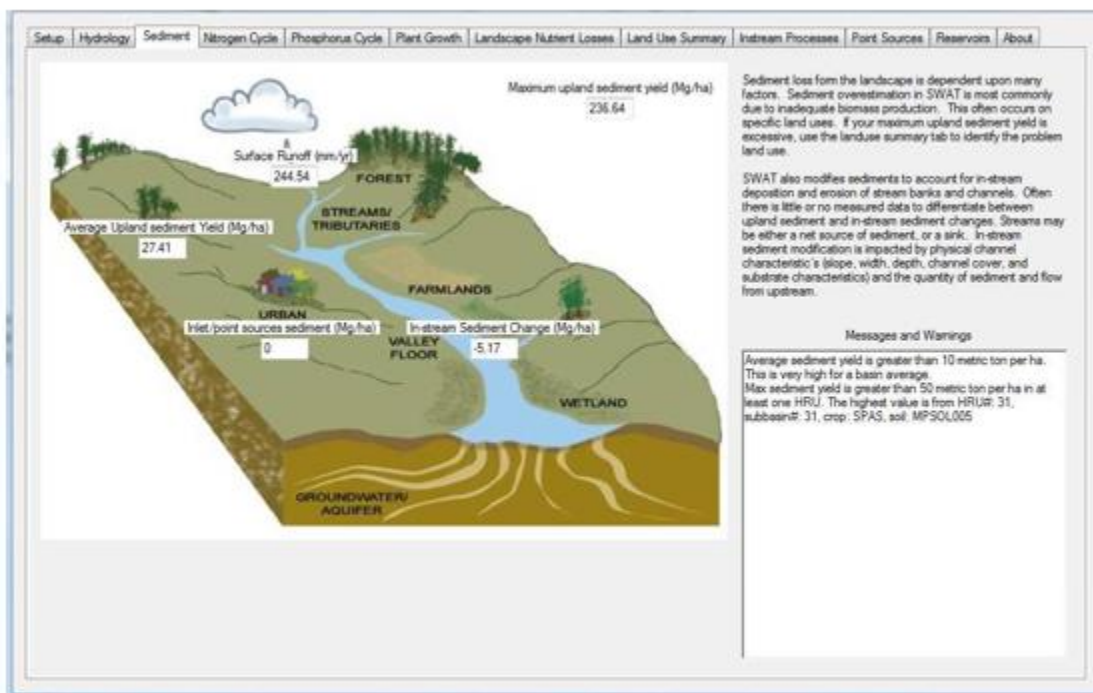 Setup Hydrology Sediment Nitrogen Cycle Phosphorus Cycle Plant Growth Landscape Nutrient Losses Land Use Summary Instream Processes Point Sources Reservoirs About
Maximum upland sediment yield (Mg/ha)
236.64
Surface Runoff (mm/yr)
244.54
FOREST
STREAMS/
TRIBUTARIES
Average Upland sediment Yield (Mg/ha)
27.41
FARMLANDS
URBAN
Inlet/point sources sediment (Mg/ha)
0
In-stream Sediment Change (Mg/ha)
-5.17
VALLEY
FLOOR
WETLAND
GROUNDWATER/
AQUIFER
Sediment loss form the landscape is dependent upon many
factors. Sediment overestimation in SWAT is most commonly
due to inadequate biomass production. This often occurs on
specific land uses. If your maximum upland sediment yield is
excessive, use the landuse summary tab to identify the problem
land use.
SWAT also modifies sediments to account for in-stream
deposition and erosion of stream banks and channels. Often
there is little or no measured data to differentiate between
upland sediment and in-stream sediment changes. Streams may
be either a net source of sediment, or a sink. In-stream
sediment modification is impacted by physical channel
characteristic's (slope, width, depth, channel cover, and
substrate characteristics) and the quantity of sediment and flow
from upstream.
Messages and Warnings
Average sediment yield is greater than 10 metric ton per ha.
This is very high for a basin average.
Max sediment yield is greater than 50 metric ton per ha in at
least one HRU. The highest value is from HRU#: 31,
subbasin#: 31, crop: SPAS, soil: MPSOL005